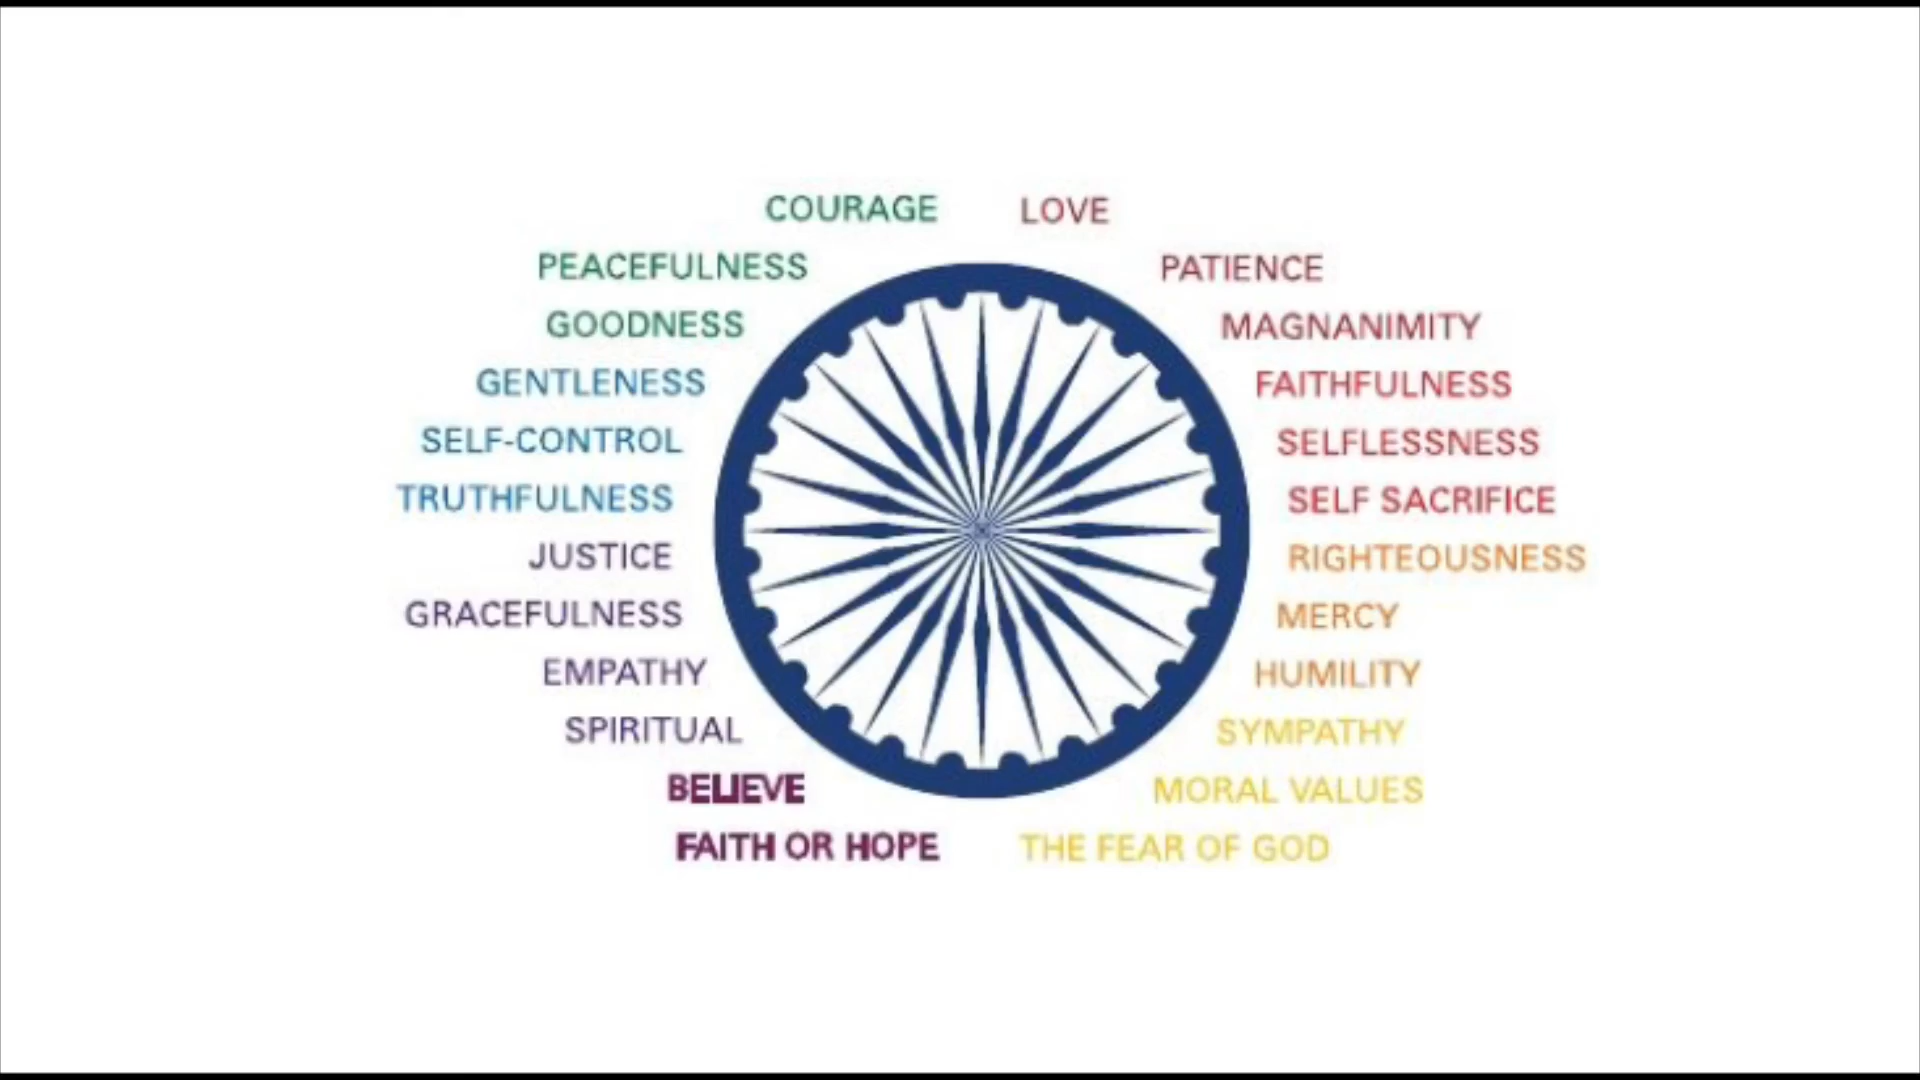 COURAGE LOVE
PEACEFULNESS PATIENCE
GOODNESS MAGNANIMITY
GENTLENESS FAITHFULNESS
SELF-CONTROL SELFLESSNESS
TRUTHFULNESS SELF SACRIFICE
JUSTICE RIGHTEOUSNESS
GRACEFULNESS MERCY
EMPATHY HUMILITY
SPIRITUAL SYMPATHY
BELIEVE MORAL VALUES
FAITH OR HOPE THE FEAR OF GOD